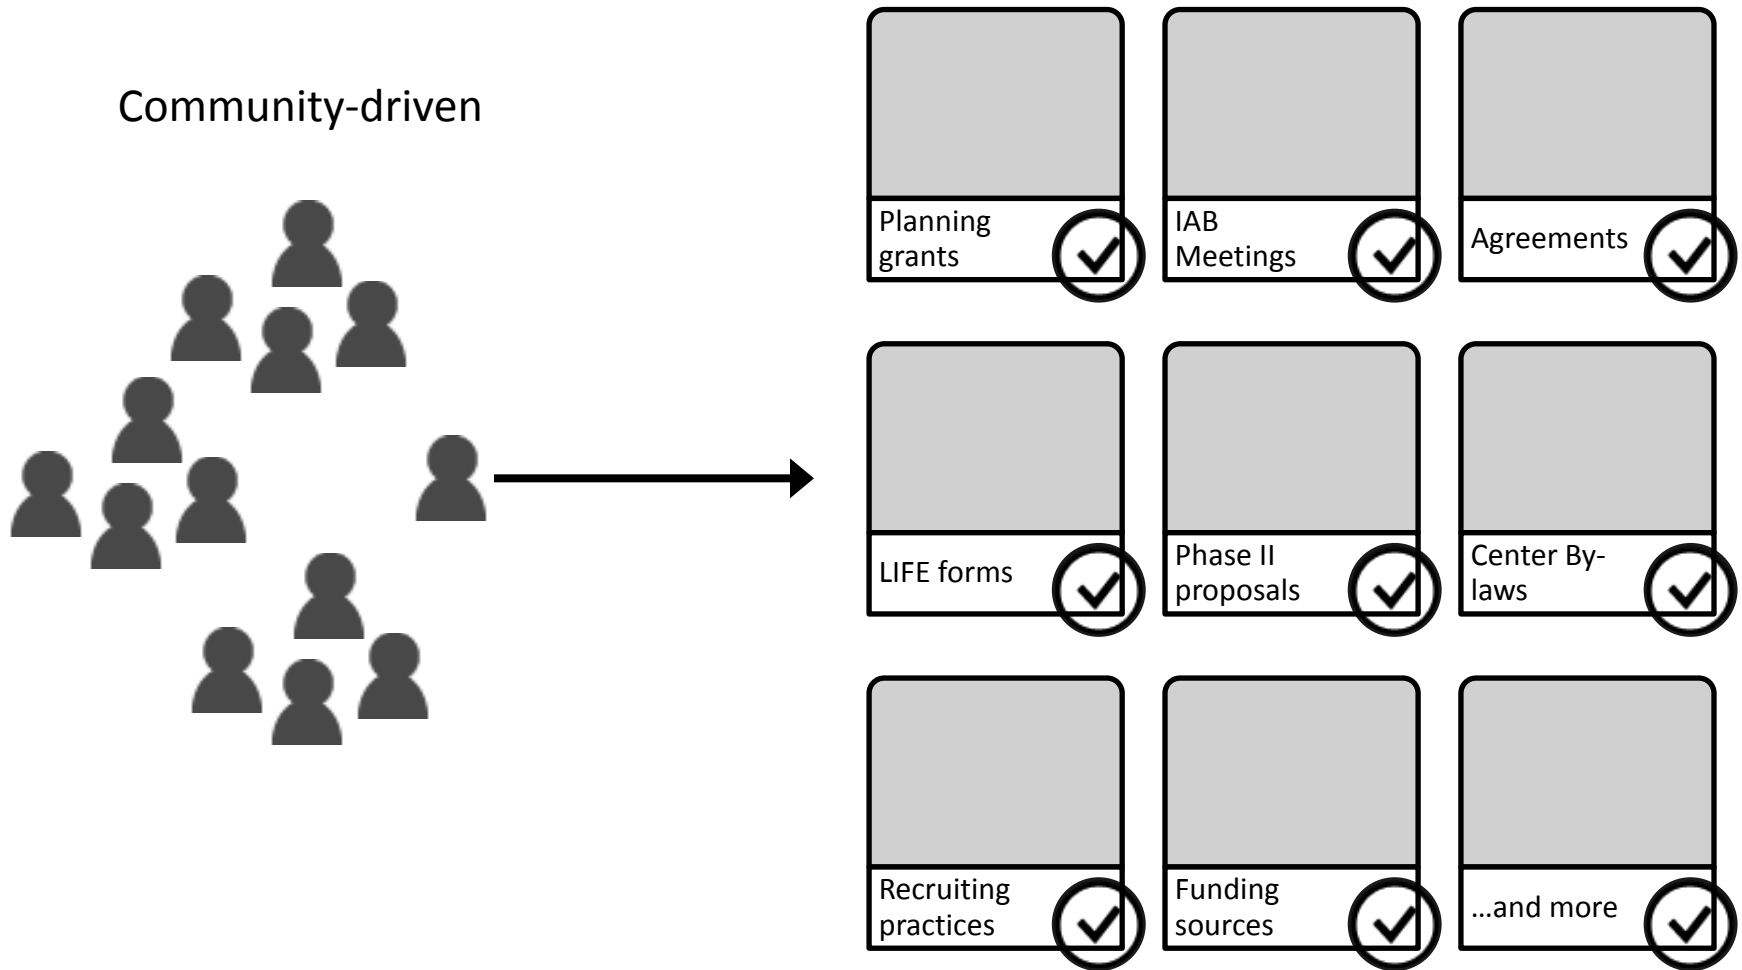 Community-driven
Planning
grants
IAB
Meetings
Agreements
LIFE forms
Phase II
proposals
Center By-
laws
Recruiting
practices
Funding
sources
...and more